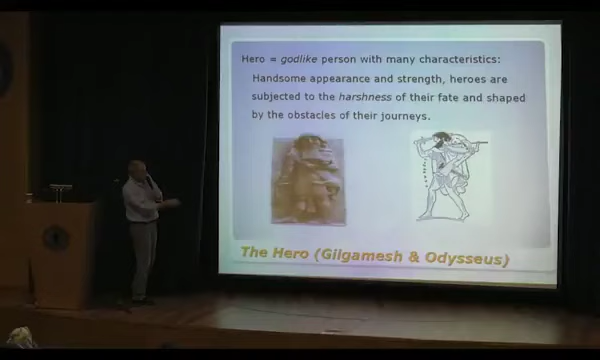 Hero = godlike person with many characteristics:
Handsome appearance and strength, heroes are
subjected to the harshness of their fate and shaped
by the obstacles of their journeys.
The Hero (Gilgamesh & Odysseus)